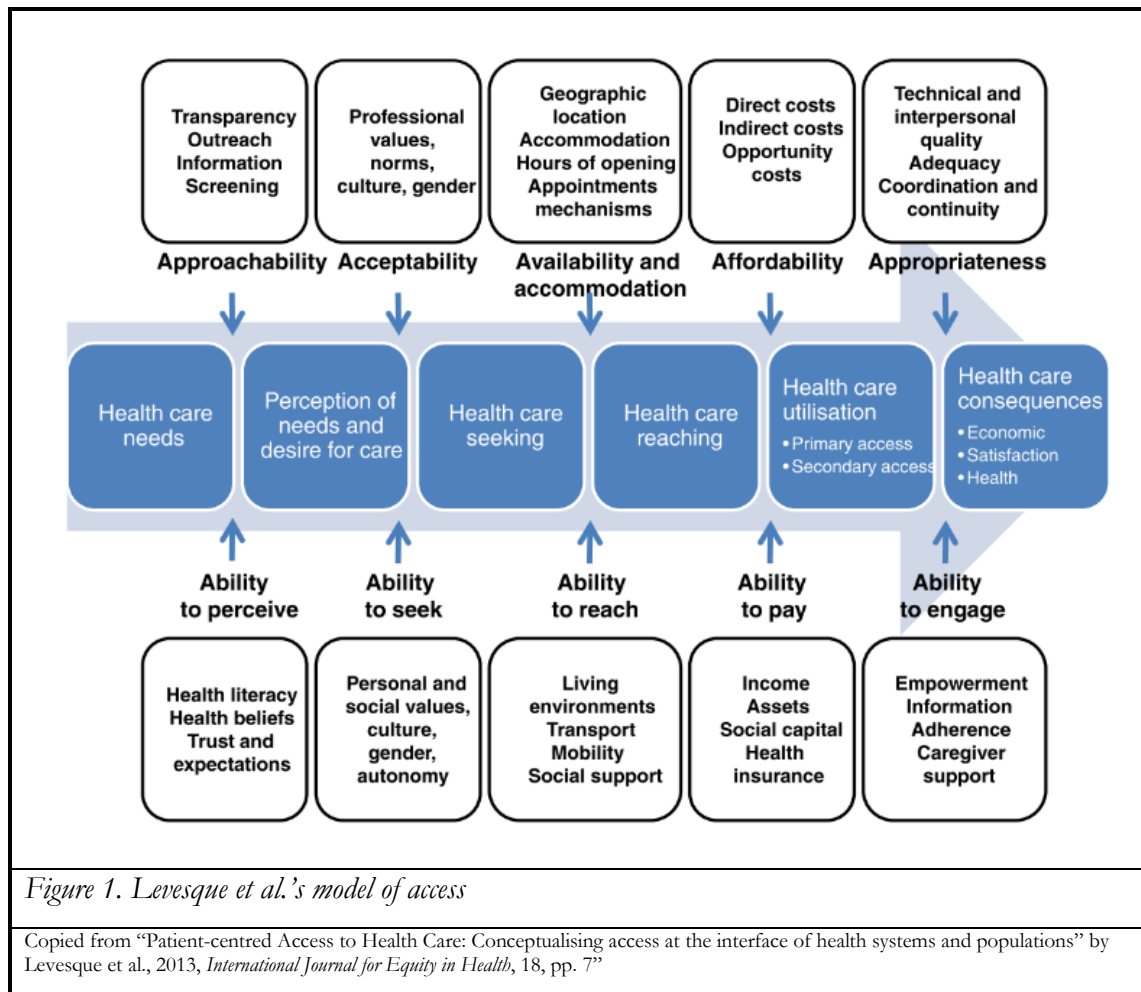 Transparency
Outreach
Information
Screening
Professional
values,
norms,
culture, gender
Geographic
location
Accommodation
Hours of opening
Appointments
mechanisms
Direct costs
Indirect costs
Opportunity
costs
Technical and
interpersonal
quality
Adequacy
Coordination and
continuity
Approachability
Acceptability
Availability and
accommodation
Affordability
Appropriateness
Health care
needs
Perception of
needs and
desire for care
Health care
seeking
Health care
reaching
Health care
utilisation
• Primary access
• Secondary access
Health care
consequences
• Economic
• Satisfaction
• Health
Ability
to perceive
Ability
to seek
Ability
to reach
Ability
to pay
Ability
to engage
Health literacy
Health beliefs
Trust and
expectations
Personal and
social values,
culture,
gender,
autonomy
Living
environments
Transport
Mobility
Social support
Income
Assets
Social capital
Health
insurance
Empowerment
Information
Adherence
Caregiver
support
Figure 1. Levesque et al.'s model of access
Copied from “Patient-centred Access to Health Care: Conceptualising access at the interface of health systems and populations” by
Levesque et al., 2013, International Journal for Equity in Health, 18, pp. 7”